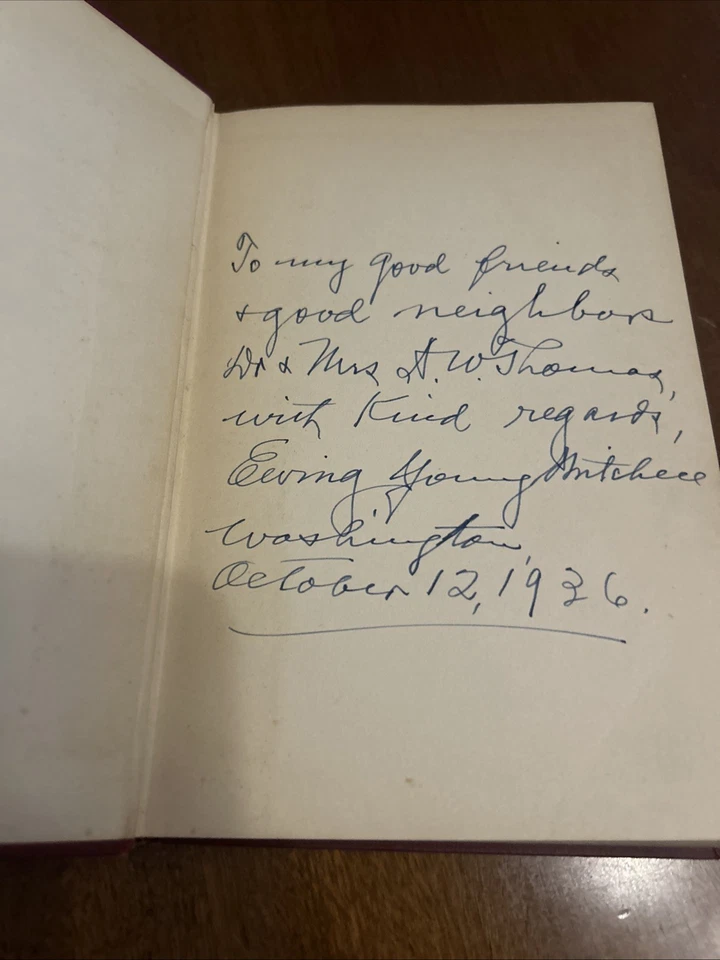 To my good friends
& good neighbors
Dr & Mrs A. W. Thomas,
with Kind regards,
Ewing Young Mitchell
Washington,
October 12, 1936.